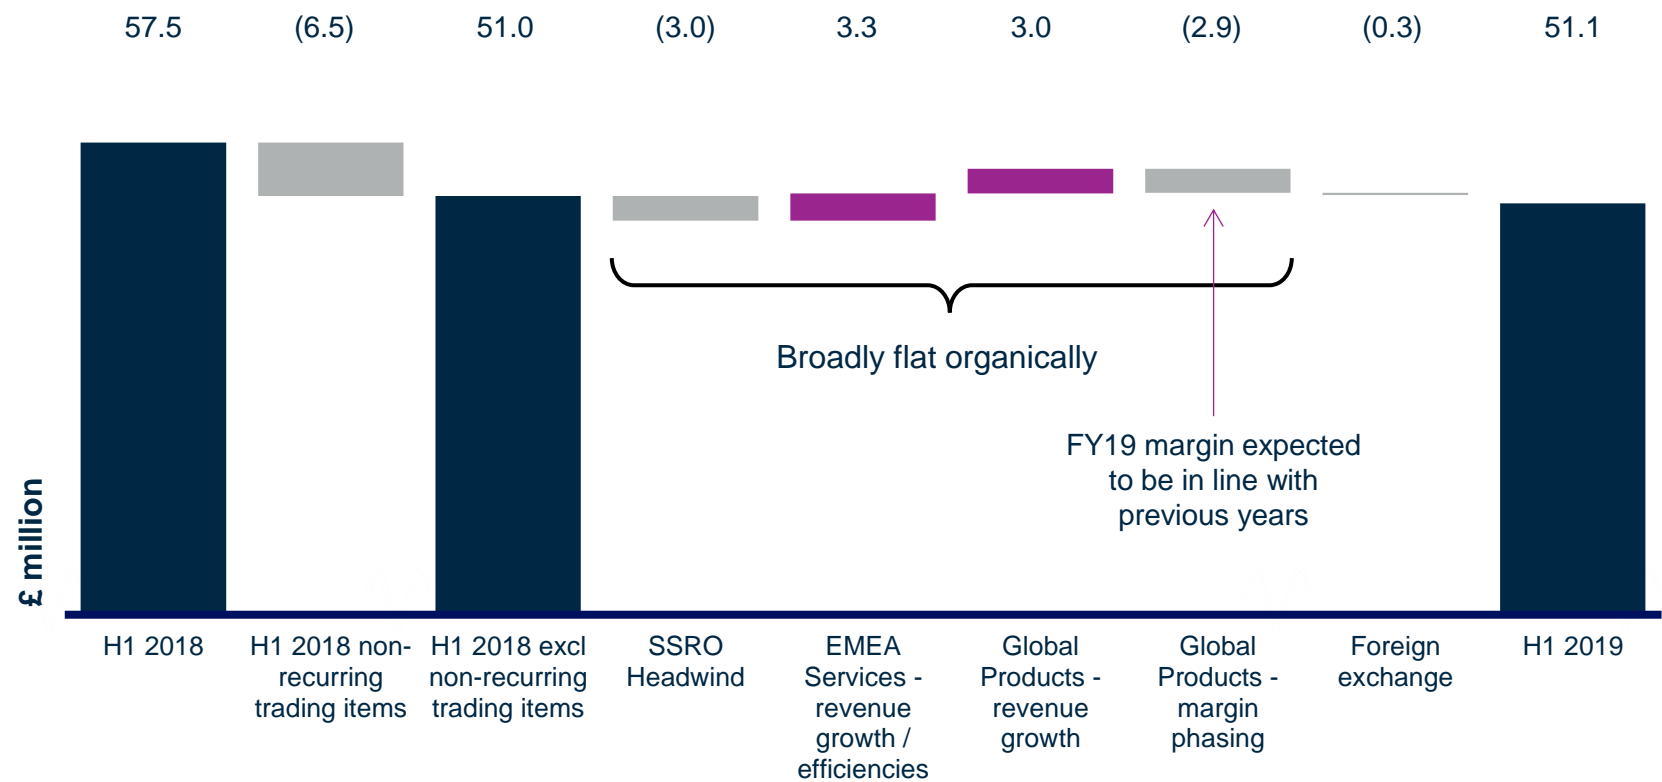 57.5 (6.5) 51.0 (3.0) 3.3 3.0 (2.9) (0.3) 51.1
Broadly flat organically
FY19 margin expected
to be in line with
previous years
£ million
H1 2018
H1 2018 non-
recurring
trading items
H1 2018 excl
non-recurring
trading items
SSRO
Headwind
EMEA
Services -
revenue
growth /
efficiencies
Global
Products -
revenue
growth
Global
Products -
margin
phasing
Foreign
exchange
H1 2019